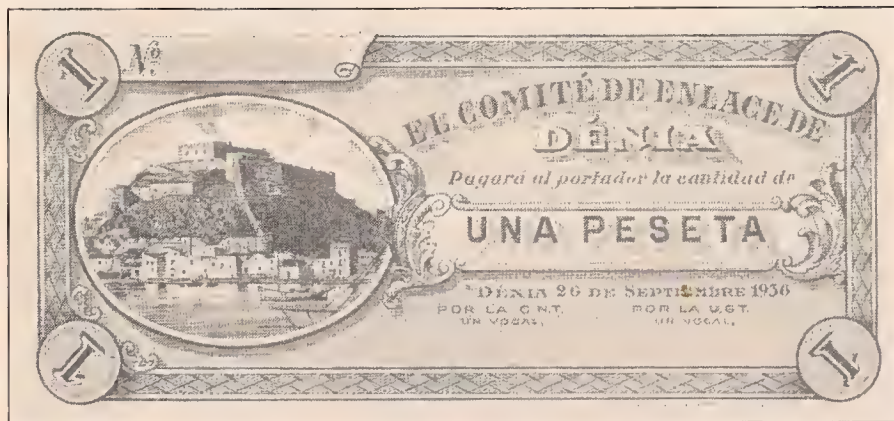 1
Nº
1
EL COMITÉ DE ENLACE DE
DÉNIA
Pagará al portador la cantidad de
UNA PESETA
DÉNIA 26 DE SEPTIEMBRE 1936
POR LA C.N.T. POR LA U.G.T.
UN VOCAL, UN VOCAL,
1
1